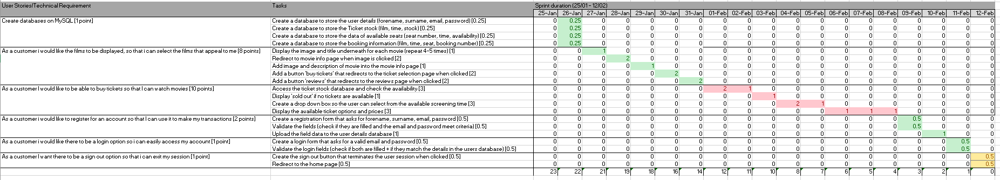 User Stories/Technical Requirement Tasks Sprint duration (25/01 - 12/02)
25-Jan 26-Jan 27-Jan 28-Jan 29-Jan 30-Jan 31-Jan 01-Feb 02-Feb 03-Feb 04-Feb 05-Feb 06-Feb 07-Feb 08-Feb 09-Feb 10-Feb 11-Feb 12-Feb
Create databases on MySQL [1 point] Create a database to store the user details (forename, surname, email, password) [0.25] 0 0.25 0 0 0 0 0 0 0 0 0 0 0 0 0 0 0 0 0
Create a database to store the Ticket stock (film, time, stock) [0.25] 0 0.25 0 0 0 0 0 0 0 0 0 0 0 0 0 0 0 0 0
Create a database to store the data of available seats (seat number, time, availability) [0.25] 0 0.25 0 0 0 0 0 0 0 0 0 0 0 0 0 0 0 0 0
Create a database to store the booking information (film, time, seat, booking number) [0.25] 0 0.25 0 0 0 0 0 0 0 0 0 0 0 0 0 0 0 0 0
As a customer i would like the films to be displayed, so that i can select the films that appeal to me [8 points] Display the image and title underneath for each movie (repeat 4-5 times) [1] 0 0 1 0 0 0 0 0 0 0 0 0 0 0 0 0 0 0 0
Redirect to movie info page when image is clicked [2] 0 0 0 2 0 0 0 0 0 0 0 0 0 0 0 0 0 0 0
Add image and description of movie into the movie info page [1] 0 0 0 0 1 0 0 0 0 0 0 0 0 0 0 0 0 0 0
Add a button 'buy tickets' that redirects to the ticket selection page when clicked [2] 0 0 0 0 0 2 0 0 0 0 0 0 0 0 0 0 0 0 0
Add a button 'reviews' that redirects to the reviews page when clicked [2] 0 0 0 0 0 0 2 0 0 0 0 0 0 0 0 0 0 0 0
As a customer I would like to be able to buy tickets so that I can watch movies [10 points] Access the ticket stock database and check the availability [3] 0 0 0 0 0 0 0 2 1 0 0 0 0 0 0 0 0 0 0
Display 'sold out' if no tickets are available [1] 0 0 0 0 0 0 0 0 0 1 0 0 0 0 0 0 0 0 0
Create a drop down box so the user can select from the available screening time [3] 0 0 0 0 0 0 0 0 0 0 2 1 0 0 0 0 0 0 0
Display the available ticket options and prices [3] 0 0 0 0 0 0 0 0 0 0 0 0 1 1 1 0 0 0 0
As a customer i would like to register for an account so that I can use it to make my transactions [2 points] Create a registration form that asks for forename, surname, email, password [0.5] 0 0 0 0 0 0 0 0 0 0 0 0 0 0 0 0.5 0 0 0
Validate the fields (check if they are filled and the email and password meet criteria) [0.5] 0 0 0 0 0 0 0 0 0 0 0 0 0 0 0 0.5 0 0 0
Upload the field data to the user details database [1] 0 0 0 0 0 0 0 0 0 0 0 0 0 0 0 0 1 0 0
As a customer i would like there to be a login option so i can easily access my account [1 point] Create a login form that asks for a valid email and password [0.5] 0 0 0 0 0 0 0 0 0 0 0 0 0 0 0 0 0 0.5 0
Validate the login fields (check if both are filled + if they match the details in the users database) [0.5] 0 0 0 0 0 0 0 0 0 0 0 0 0 0 0 0 0 0.5 0
As a customer I want there to be a sign out option so that i can exit my session [1 point] Create the sign out button that terminates the user session when clicked [0.5] 0 0 0 0 0 0 0 0 0 0 0 0 0 0 0 0 0 0 0.5
Redirect to the home page [0.5] 0 0 0 0 0 0 0 0 0 0 0 0 0 0 0 0 0 0 0.5
23 22 21 19 18 16 14 12 11 10 8 7 6 5 4 3 2 1 0